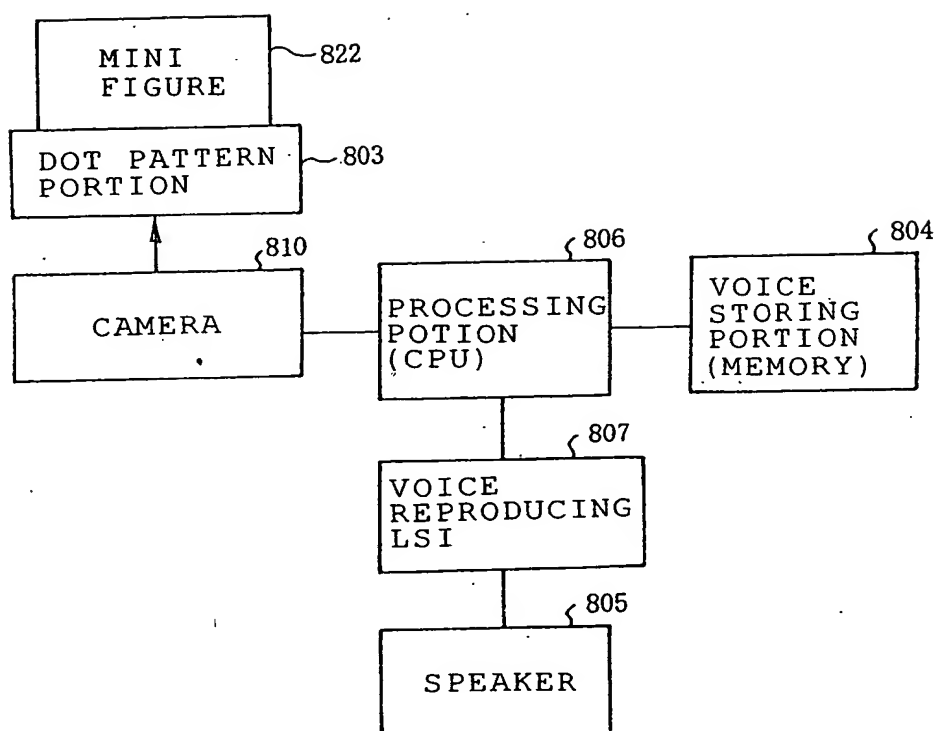 MINI
FIGURE
822
DOT PATTERN
PORTION
803
810
CAMERA
806
PROCESSING
POTION
(CPU)
804
VOICE
STORING
PORTION
(MEMORY)
807
VOICE
REPRODUCING
LSI
805
SPEAKER